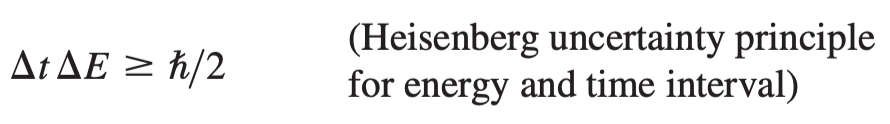 Δt ΔE ≥ ℏ/2
(Heisenberg uncertainty principle
for energy and time interval)